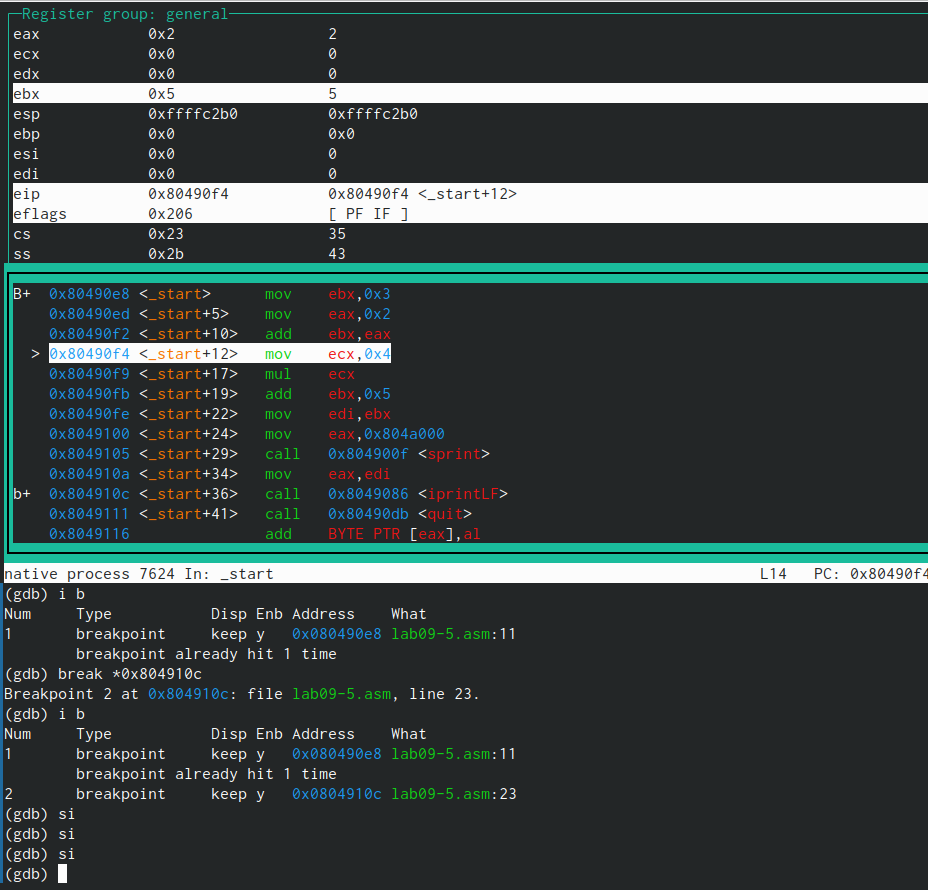 Register group: general
eax 0x2 2
ecx 0x0 0
edx 0x0 0
ebx 0x5 5
esp 0xffffc2b0 0xffffc2b0
ebp 0x0 0x0
esi 0x0 0
edi 0x0 0
eip 0x80490f4 0x80490f4 <_start+12>
eflags 0x206 [ PF IF ]
cs 0x23 35
ss 0x2b 43
B+ 0x80490e8 <_start> mov ebx,0x3
0x80490ed <_start+5> mov eax,0x2
0x80490f2 <_start+10> add ebx,eax
> 0x80490f4 <_start+12> mov ecx,0x4
0x80490f9 <_start+17> mul ecx
0x80490fb <_start+19> add ebx,0x5
0x80490fe <_start+22> mov edi,ebx
0x8049100 <_start+24> mov eax,0x804a000
0x8049105 <_start+29> call 0x804900f <sprint>
0x804910a <_start+34> mov eax,edi
b+ 0x804910c <_start+36> call 0x8049086 <iprintLF>
0x8049111 <_start+41> call 0x80490db <quit>
0x8049116 add BYTE PTR [eax],al
native process 7624 In: _start L14 PC: 0x80490f4
(gdb) i b
Num Type Disp Enb Address What
1 breakpoint keep y 0x080490e8 lab09-5.asm:11
breakpoint already hit 1 time
(gdb) break *0x804910c
Breakpoint 2 at 0x804910c: file lab09-5.asm, line 23.
(gdb) i b
Num Type Disp Enb Address What
1 breakpoint keep y 0x080490e8 lab09-5.asm:11
breakpoint already hit 1 time
2 breakpoint keep y 0x0804910c lab09-5.asm:23
(gdb) si
(gdb) si
(gdb) si
(gdb)